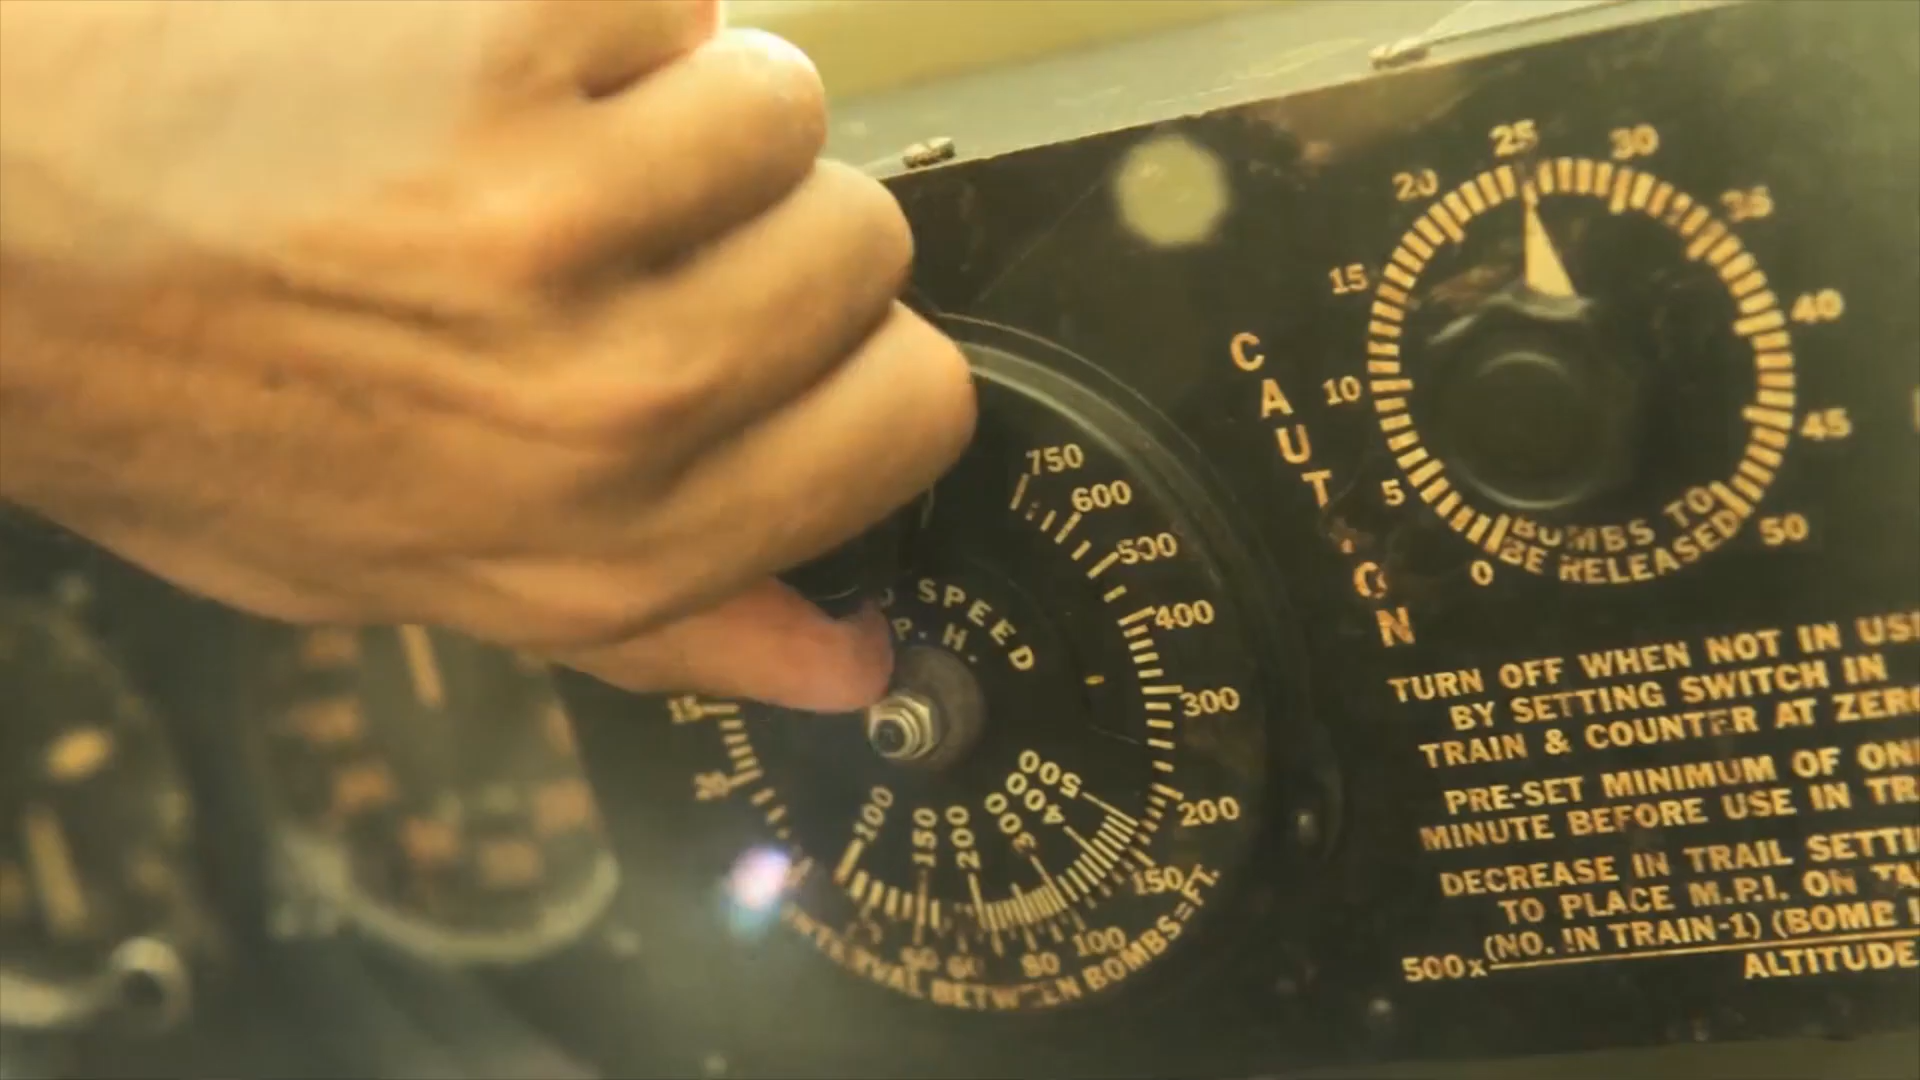 25
30
20
35
15
40
10
45
5
50
0
BOMBS TO
BE RELEASED
CAUTION
750
600
500
400
300
200
150
100
80
60
SPEED
P. H.
15
20
100
150
200
300
400
500
INTERVAL BETWEEN BOMBS=FT.
TURN OFF WHEN NOT IN US
BY SETTING SWITCH IN
TRAIN & COUNTER AT ZERO
PRE-SET MINIMUM OF ON
MINUTE BEFORE USE IN TR
DECREASE IN TRAIL SETTI
TO PLACE M.P.I. ON TA
500x (NO. IN TRAIN-1) (BOMB I
ALTITUDE